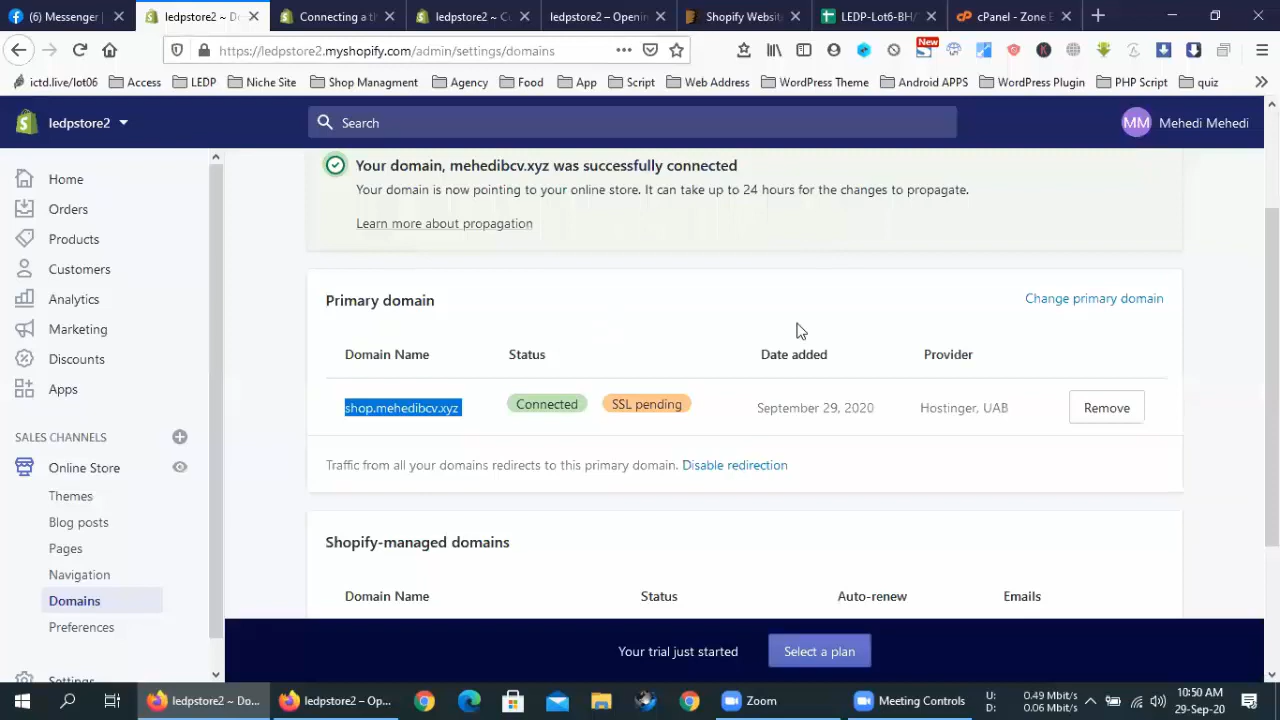 (6) Messenger
ledpstore2 ~ Do
Connecting a th
ledpstore2 ~ Co
ledpstore2 – Openin
Shopify Websit
LEDP-Lot6-BH/
cPanel - Zone E
https://ledpstore2.myshopify.com/admin/settings/domains
New
ictd.live/lot06
Access
LEDP
Niche Site
Shop Managment
Agency
Food
App
Script
Web Address
WordPress Theme
Android APPS
WordPress Plugin
PHP Script
quiz
ledpstore2
Search
MM
Mehedi Mehedi
Home
Orders
Products
Customers
Analytics
Marketing
Discounts
Apps
SALES CHANNELS
Online Store
Themes
Blog posts
Pages
Navigation
Domains
Preferences
Settings
Your domain, mehedibcv.xyz was successfully connected
Your domain is now pointing to your online store. It can take up to 24 hours for the changes to propagate.
Learn more about propagation
Primary domain
Change primary domain
Domain Name Status Date added Provider
shop.mehedibcv.xyz Connected SSL pending September 29, 2020 Hostinger, UAB Remove
Traffic from all your domains redirects to this primary domain. Disable redirection
Shopify-managed domains
Domain Name Status Auto-renew Emails
Your trial just started
Select a plan
ledpstore2 ~ Do...
ledpstore2 – Op...
Zoom
Meeting Controls
U: 0.49 Mbit/s
D: 0.06 Mbit/s
10:50 AM
29-Sep-20